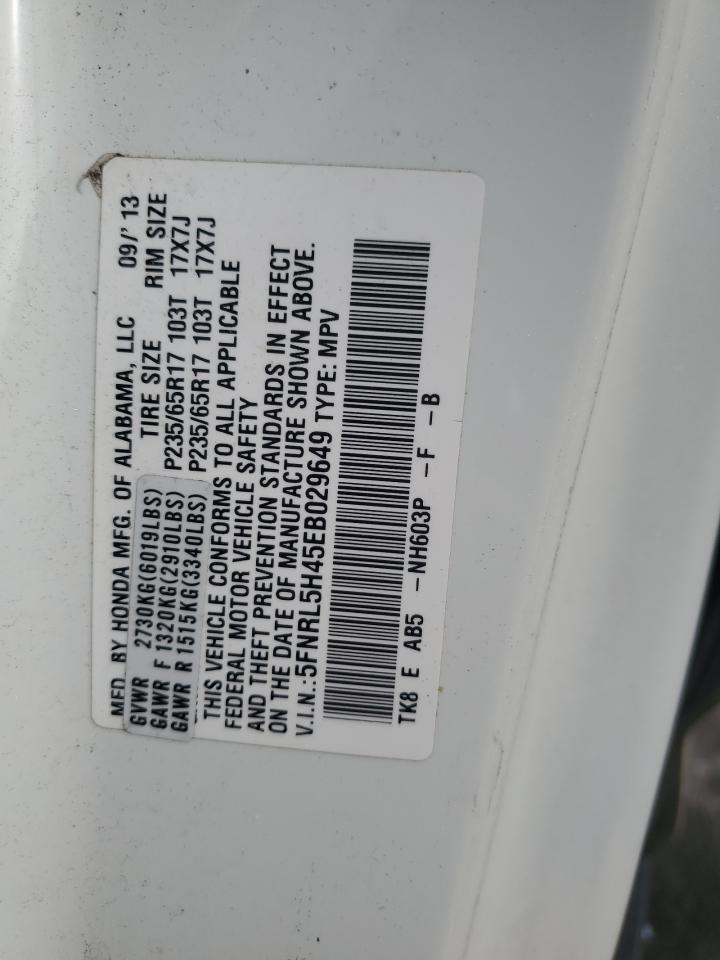 MFD. BY HONDA MFG. OF ALABAMA, LLC 09/'13
GVWR 2730KG(6019LBS) TIRE SIZE RIM SIZE
GAWR F 1320KG(2910LBS) P235/65R17 103T 17X7J
GAWR R 1515KG(3340LBS) P235/65R17 103T 17X7J
THIS VEHICLE CONFORMS TO ALL APPLICABLE
FEDERAL MOTOR VEHICLE SAFETY
AND THEFT PREVENTION STANDARDS IN EFFECT
ON THE DATE OF MANUFACTURE SHOWN ABOVE.
V.I.N.:5FNRL5H45EB029649 TYPE: MPV
TK8 E AB5 -NH603P -F -B